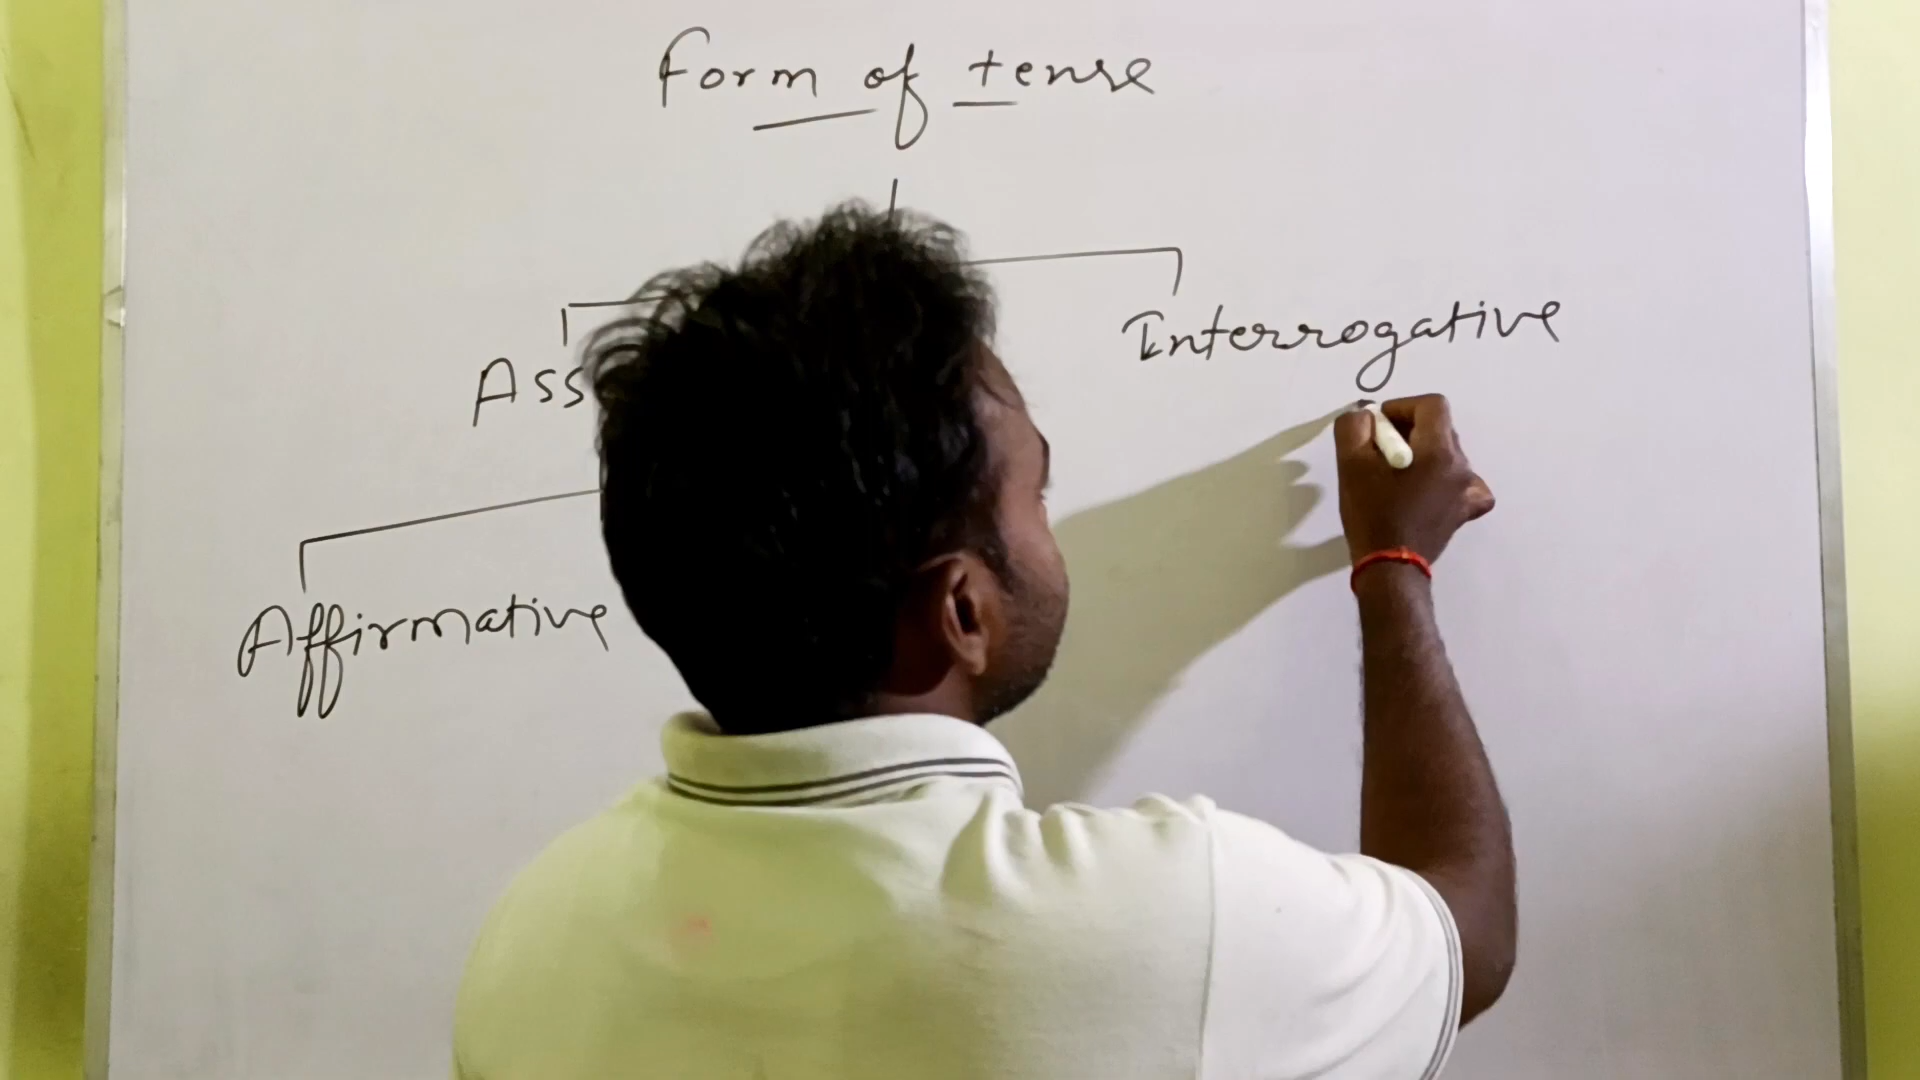 Form of tense
Interrogative
Ass
Affirmative